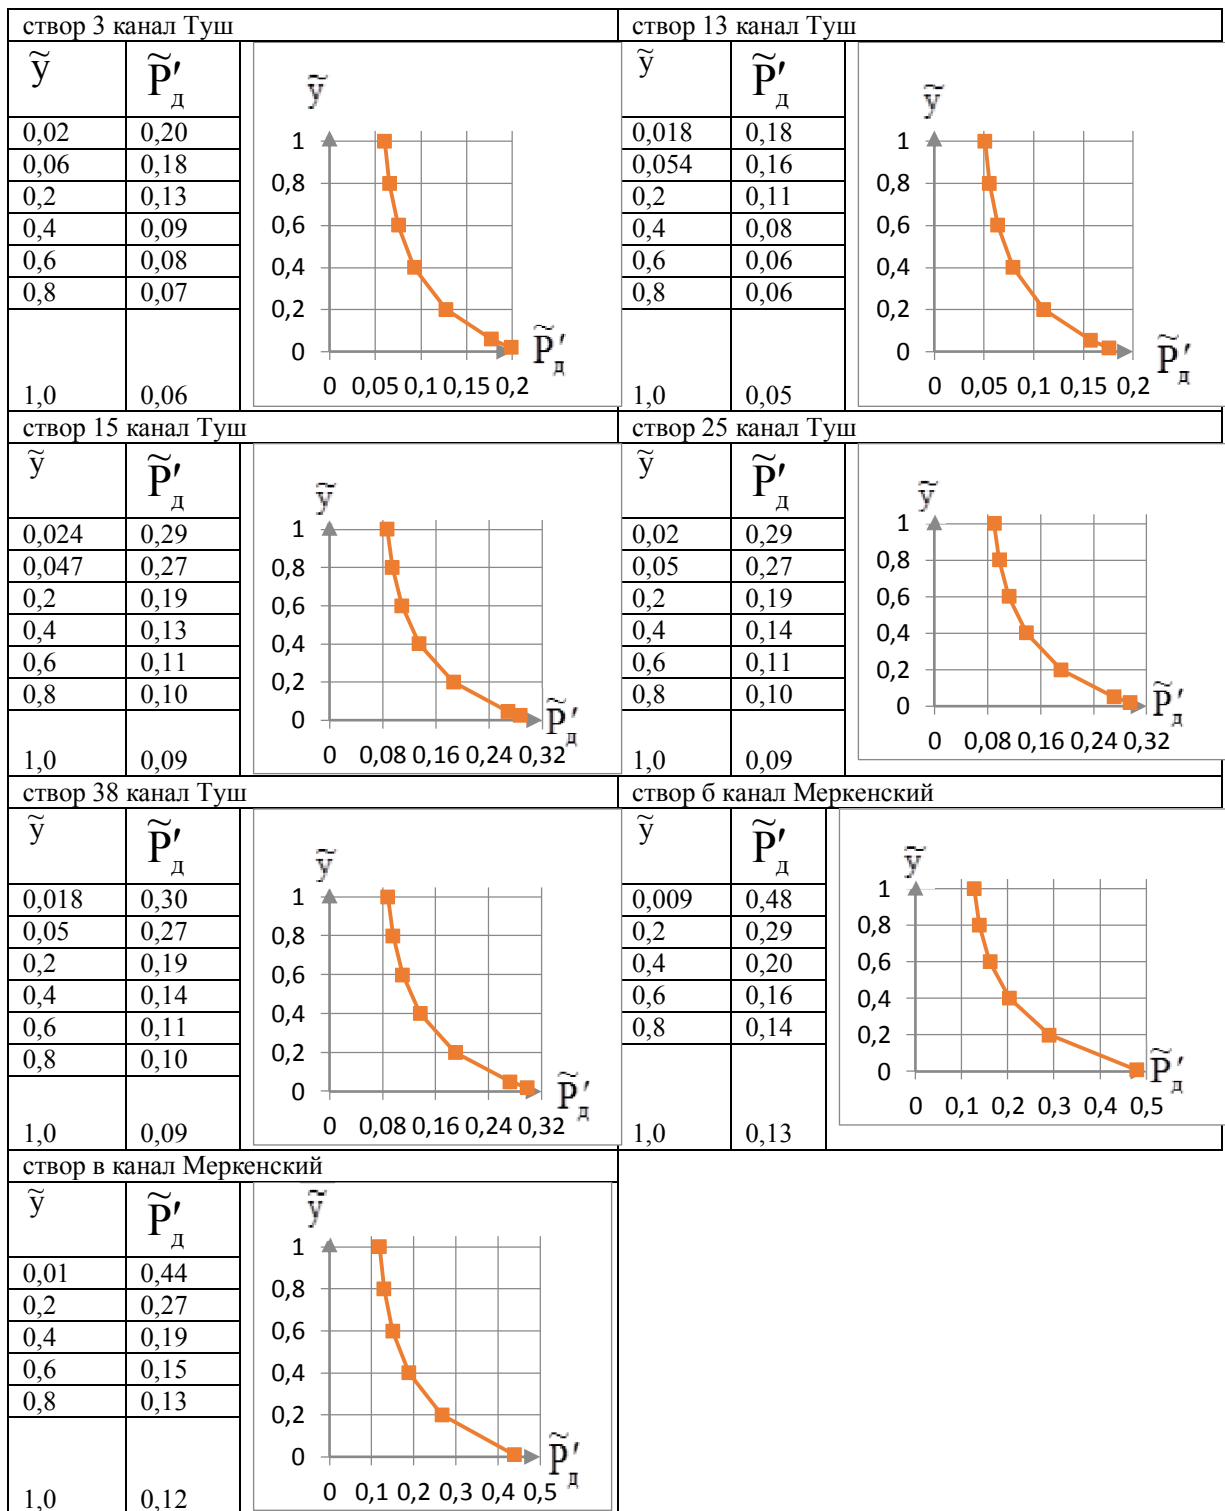 створ 3 канал Туш
ỹ P̃′д
0,02 0,20
0,06 0,18
0,2 0,13
0,4 0,09
0,6 0,08
0,8 0,07
1,0 0,06
ỹ
1
0,8
0,6
0,4
0,2
0
P̃′д
0 0,05 0,1 0,15 0,2
створ 13 канал Туш
ỹ P̃′д
0,018 0,18
0,054 0,16
0,2 0,11
0,4 0,08
0,6 0,06
0,8 0,06
1,0 0,05
ỹ
1
0,8
0,6
0,4
0,2
0
P̃′д
0 0,05 0,1 0,15 0,2
створ 15 канал Туш
ỹ P̃′д
0,024 0,29
0,047 0,27
0,2 0,19
0,4 0,13
0,6 0,11
0,8 0,10
1,0 0,09
ỹ
1
0,8
0,6
0,4
0,2
0
P̃′д
0 0,08 0,16 0,24 0,32
створ 25 канал Туш
ỹ P̃′д
0,02 0,29
0,05 0,27
0,2 0,19
0,4 0,14
0,6 0,11
0,8 0,10
1,0 0,09
ỹ
1
0,8
0,6
0,4
0,2
0
P̃′д
0 0,08 0,16 0,24 0,32
створ 38 канал Туш
ỹ P̃′д
0,018 0,30
0,05 0,27
0,2 0,19
0,4 0,14
0,6 0,11
0,8 0,10
1,0 0,09
ỹ
1
0,8
0,6
0,4
0,2
0
P̃′д
0 0,08 0,16 0,24 0,32
створ б канал Меркенский
ỹ P̃′д
0,009 0,48
0,2 0,29
0,4 0,20
0,6 0,16
0,8 0,14
1,0 0,13
ỹ
1
0,8
0,6
0,4
0,2
0
P̃′д
0 0,1 0,2 0,3 0,4 0,5
створ в канал Меркенский
ỹ P̃′д
0,01 0,44
0,2 0,27
0,4 0,19
0,6 0,15
0,8 0,13
1,0 0,12
ỹ
1
0,8
0,6
0,4
0,2
0
P̃′д
0 0,1 0,2 0,3 0,4 0,5